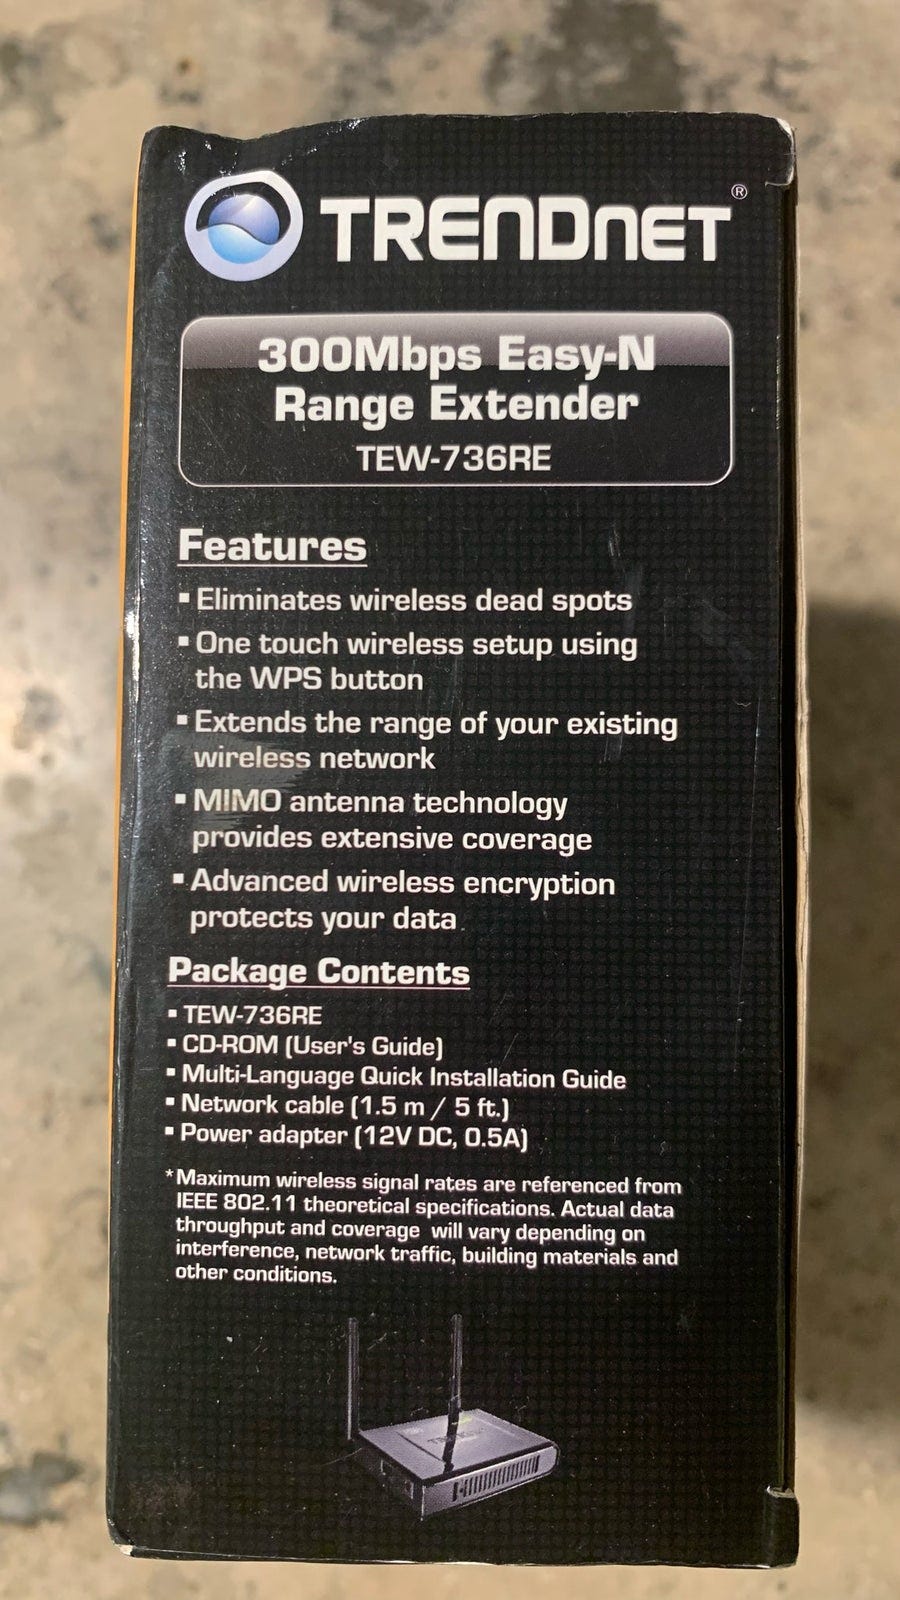 TRENDNET®
300Mbps Easy-N
Range Extender
TEW-736RE
Features
▪ Eliminates wireless dead spots
▪ One touch wireless setup using
the WPS button
▪ Extends the range of your existing
wireless network
▪ MIMO antenna technology
provides extensive coverage
▪ Advanced wireless encryption
protects your data.
Package Contents
▪ TEW-736RE
▪ CD-ROM (User's Guide)
▪ Multi-Language Quick Installation Guide
▪ Network cable (1.5 m / 5 ft.)
▪ Power adapter (12V DC, 0.5A)
*Maximum wireless signal rates are referenced from
IEEE 802.11 theoretical specifications. Actual data
throughput and coverage will vary depending on
interference, network traffic, building materials and
other conditions.